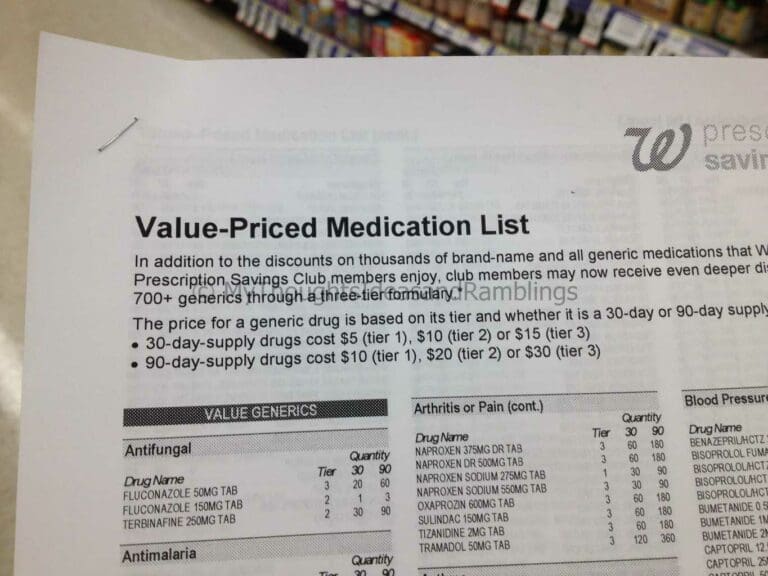 presc
savin
Value-Priced Medication List
In addition to the discounts on thousands of brand-name and all generic medications that W
Prescription Savings Club members enjoy, club members may now receive even deeper di
700+ generics through a three-tier formulary.*
(c) MyThoughtsIdeasandRamblings
The price for a generic drug is based on its tier and whether it is a 30-day or 90-day supply
• 30-day-supply drugs cost $5 (tier 1), $10 (tier 2) or $15 (tier 3)
• 90-day-supply drugs cost $10 (tier 1), $20 (tier 2) or $30 (tier 3)
VALUE GENERICS
Antifungal
Quantity
Drug Name Tier 30 90
FLUCONAZOLE 50MG TAB 3 20 60
FLUCONAZOLE 150MG TAB 2 1 3
TERBINAFINE 250MG TAB 2 30 90
Antimalaria
Quantity
Tier 30 90
Arthritis or Pain (cont.)
Quantity
Drug Name Tier 30 90
NAPROXEN 375MG DR TAB 3 60 180
NAPROXEN DR 500MG TAB 3 60 180
NAPROXEN SODIUM 275MG TAB 1 30 90
NAPROXEN SODIUM 550MG TAB 3 30 90
OXAPROZIN 600MG TAB 3 60 180
SULINDAC 150MG TAB 3 60 180
TIZANIDINE 2MG TAB 3 60 180
TRAMADOL 50MG TAB 3 120 360
Blood Pressure
Drug Name
BENAZEPRIL/HCTZ
BISOPROLOL FUMA
BISOPROLOL/HCTZ
BISOPROLOL/HCT
BISOPROLOL/HCT
BUMETANIDE 0.5
BUMETANIDE 1M
BUMETANIDE 2M
CAPTOPRIL 12.
CAPTOPRIL 25